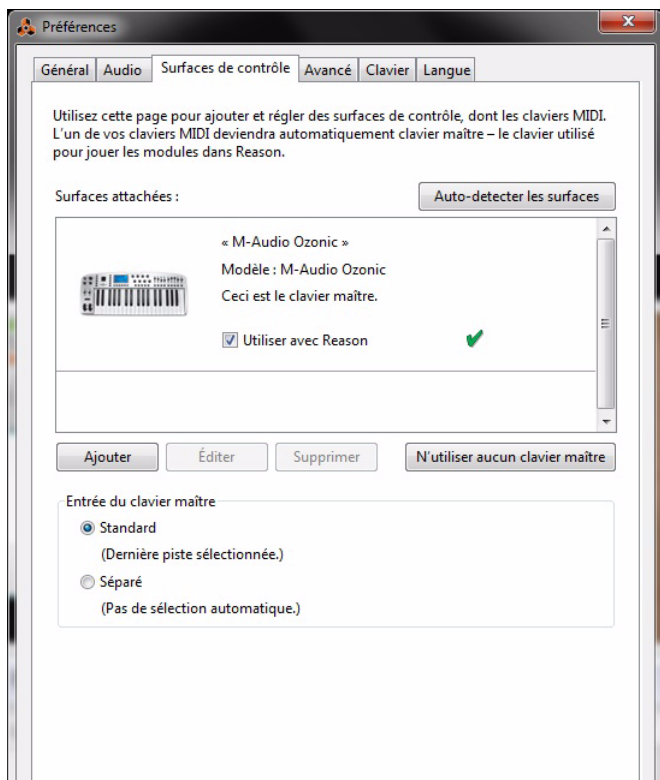 Préférences
Général Audio Surfaces de contrôle Avancé Clavier Langue
Utilisez cette page pour ajouter et régler des surfaces de contrôle, dont les claviers MIDI.
L'un de vos claviers MIDI deviendra automatiquement clavier maître – le clavier utilisé
pour jouer les modules dans Reason.
Surfaces attachées :
Auto-detecter les surfaces
« M-Audio Ozonic »
Modèle : M-Audio Ozonic
Ceci est le clavier maître.
Utiliser avec Reason
Ajouter Éditer Supprimer N'utiliser aucun clavier maître
Entrée du clavier maître
Standard
(Dernière piste sélectionnée.)
Séparé
(Pas de sélection automatique.)